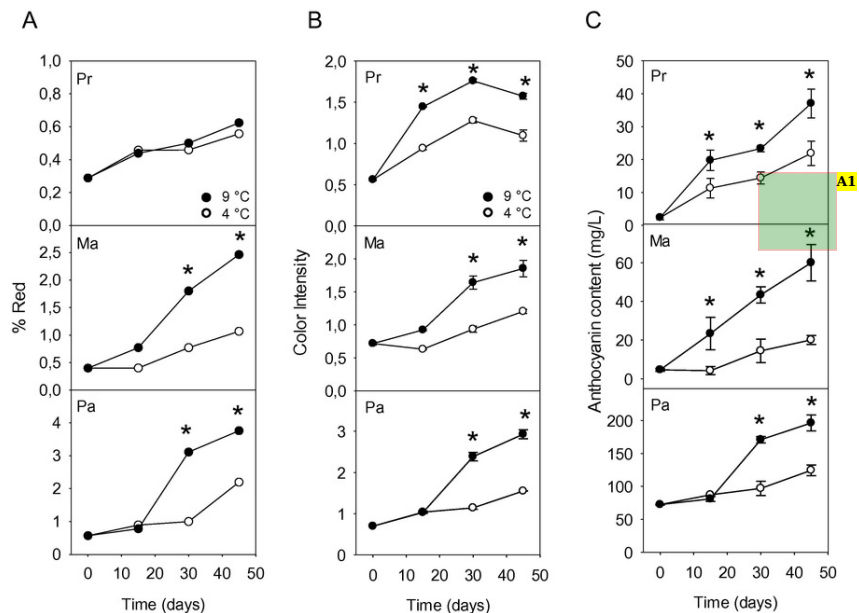 A
B
C
% Red
1,0
0,8
0,6
0,4
0,2
0,0
Pr
9 °C
4 °C
2.5
2.0
1.5
1,0
0.5
0,0
Ma
4
3
2
1
0
Pa
0 10 20 30 40 50
Time (days)
Color Intensity
2,0
1,5
1,0
0,5
0,0
Pr
* * *
9 °C
4 °C
2.0
1.5
1.0
0.5
0,0
Ma
* *
3
2
1
0
Pa
* *
0 10 20 30 40 50
Time (days)
Anthocyanin content (mg/L)
50
40
30
20
10
0
Pr
* * *
A1
60
40
20
0
Ma
* * *
200
150
100
50
0
Pa
* *
0 10 20 30 40 50
Time (days)